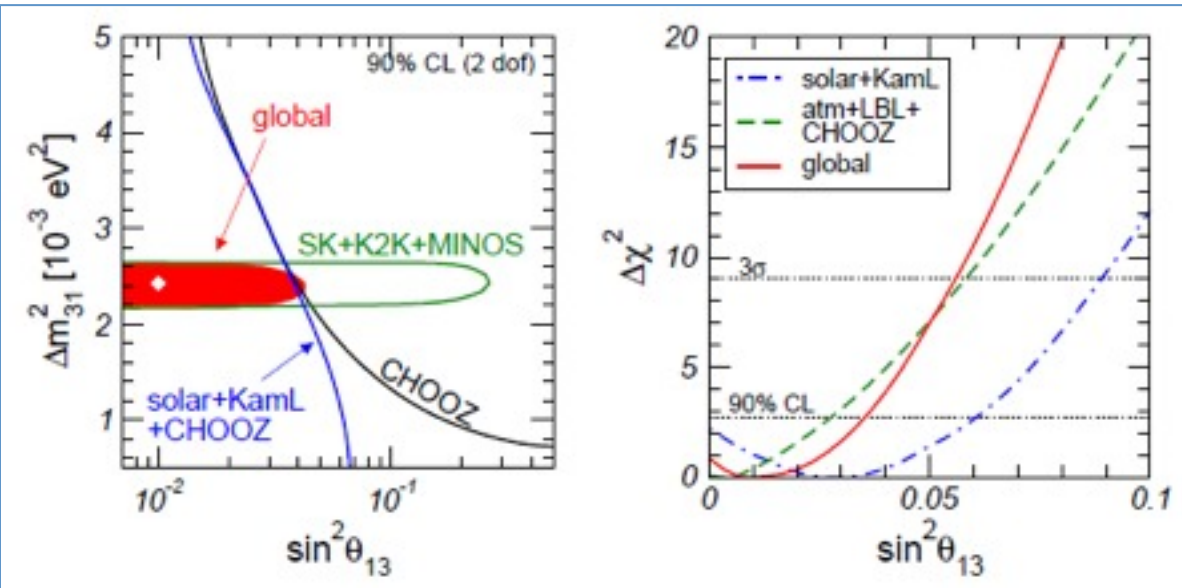 5
4
3
2
1
Δm²₃₁ [10⁻³ eV²]
90% CL (2 dof)
global
SK+K2K+MINOS
solar+KamL
+CHOOZ
CHOOZ
10⁻² 10⁻¹
sin²θ₁₃
20
15
10
5
0
Δχ²
solar+KamL
atm+LBL+
CHOOZ
global
3σ
90% CL
0 0.05 0.1
sin²θ₁₃